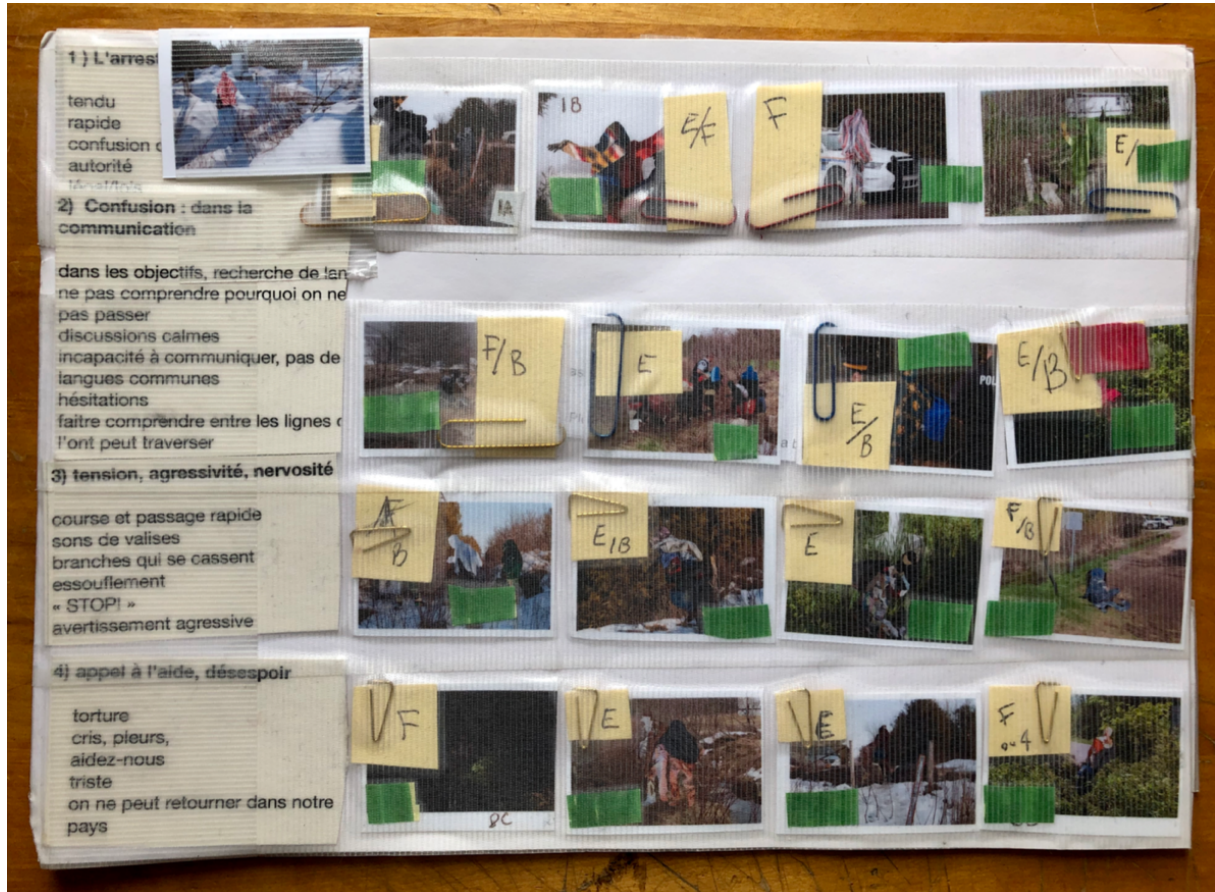 1) L'arrest
tendu
rapide
confusion
autorité
2) Confusion : dans la
communication
dans les objectifs, recherche de
ne pas comprendre pourquoi on ne
pas passer
discussions calmes
incapacité à communiquer, pas de
langues communes
hésitations
faitre comprendre entre les lignes
l'ont peut traverser
3) tension, agressivité, nervosité
course et passage rapide
sons de valises
branches qui se cassent
essouflement
« STOP! »
avertissement agressive
4) appel à l'aide, désespoir
torture
cris, pleurs,
aidez-nous
triste
on ne peut retourner dans notre
pays
1A
1B
E/F
F
E/
F/B
E
E/B
POL
E/B
B
E/B
E
F/B
F
8C
E
E
F
ou 4